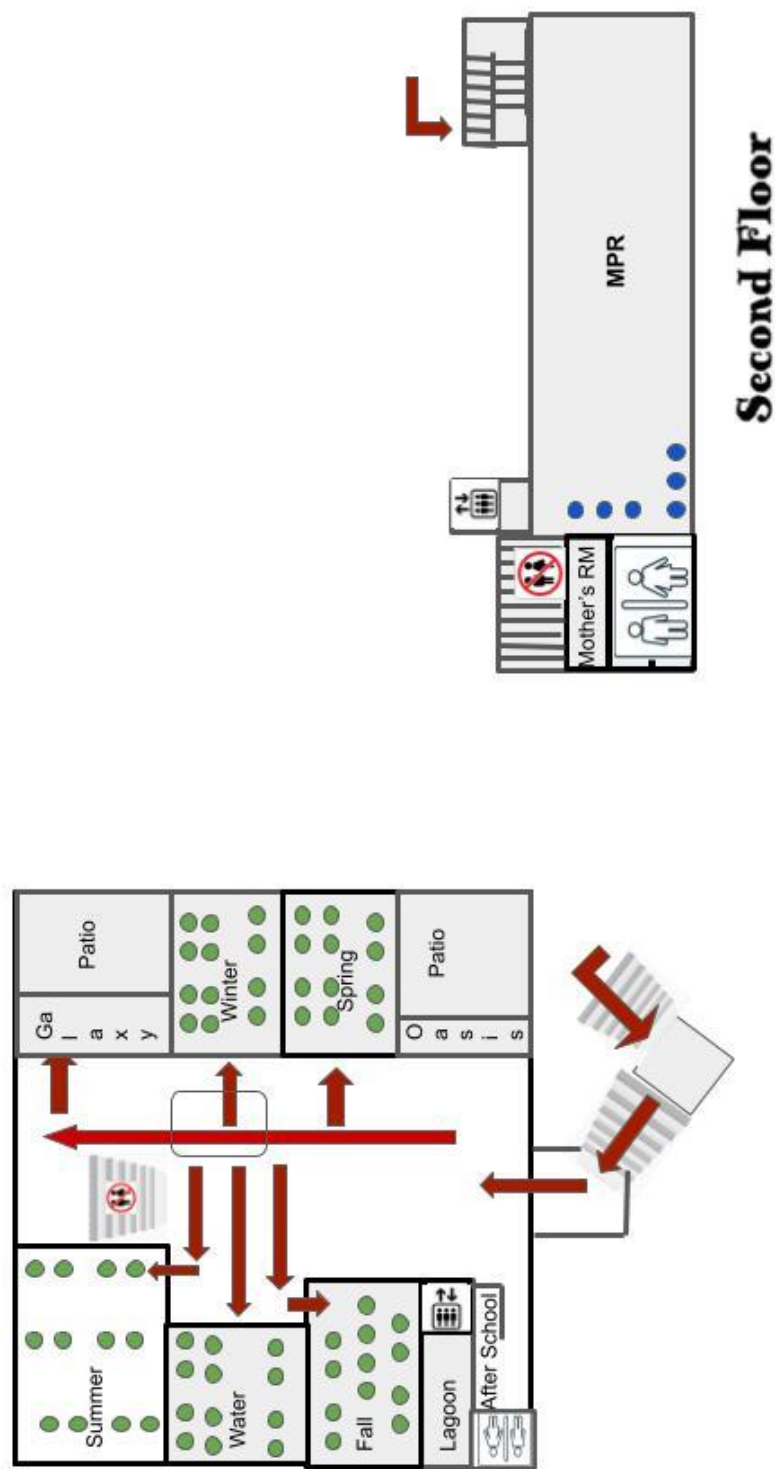 Summer
Water
Fall
Lagoon
After School
Ga
l
a
x
y
Patio
Winter
Spring
O
a
s
i
s
Patio
Mother's RM
MPR
Second Floor